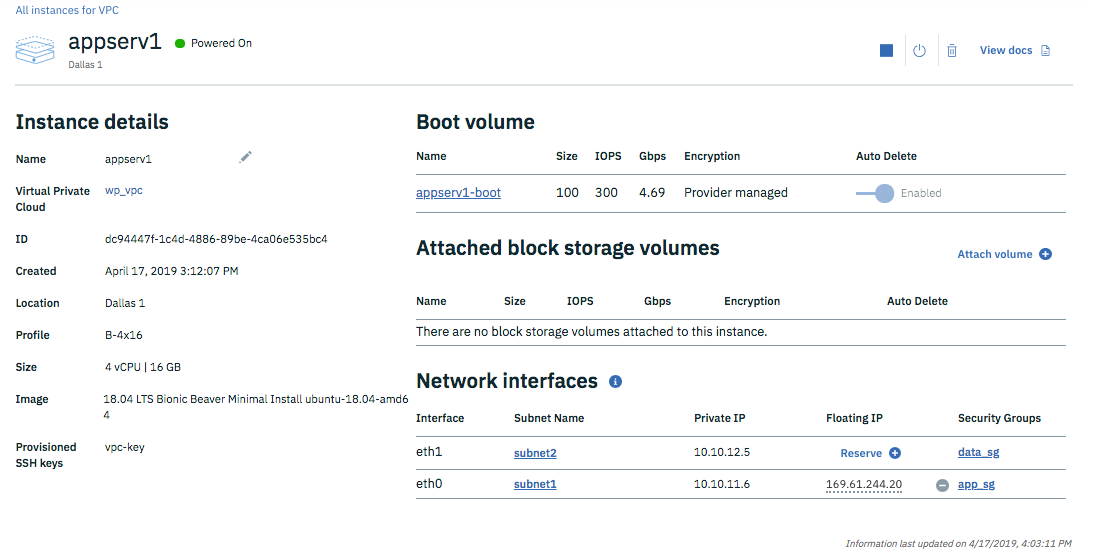 All instances for VPC
appserv1 Powered On
Dallas 1
View docs
Instance details
Name appserv1
Virtual Private Cloud wp_vpc
ID dc94447f-1c4d-4886-89be-4ca06e535bc4
Created April 17, 2019 3:12:07 PM
Location Dallas 1
Profile B-4x16
Size 4 vCPU | 16 GB
Image 18.04 LTS Bionic Beaver Minimal Install ubuntu-18.04-amd6
4
Provisioned SSH keys vpc-key
Boot volume
Name Size IOPS Gbps Encryption Auto Delete
appserv1-boot 100 300 4.69 Provider managed Enabled
Attached block storage volumes
Attach volume
Name Size IOPS Gbps Encryption Auto Delete
There are no block storage volumes attached to this instance.
Network interfaces
Interface Subnet Name Private IP Floating IP Security Groups
eth1 subnet2 10.10.12.5 Reserve data_sg
eth0 subnet1 10.10.11.6 169.61.244.20 app_sg
Information last updated on 4/17/2019, 4:03:11 PM